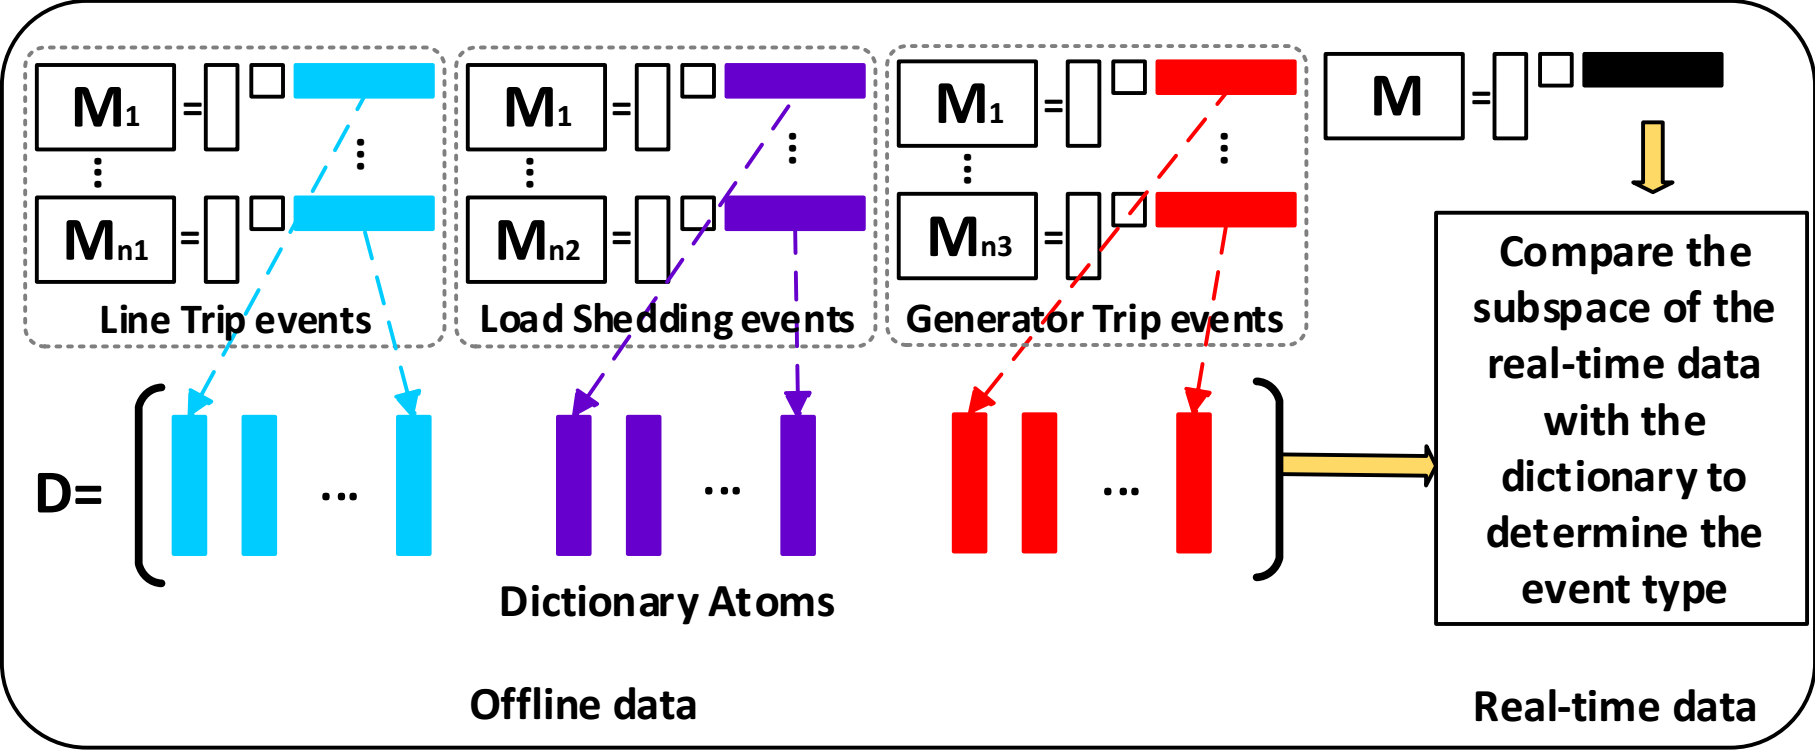 M1 =
⋮ ⋮
Mn1 =
Line Trip events
M1 =
⋮ ⋮
Mn2 =
Load Shedding events
M1 =
⋮ ⋮
Mn3 =
Generator Trip events
M =
D= ... ... ...
Dictionary Atoms
Offline data
Compare the
subspace of the
real-time data
with the
dictionary to
determine the
event type
Real-time data